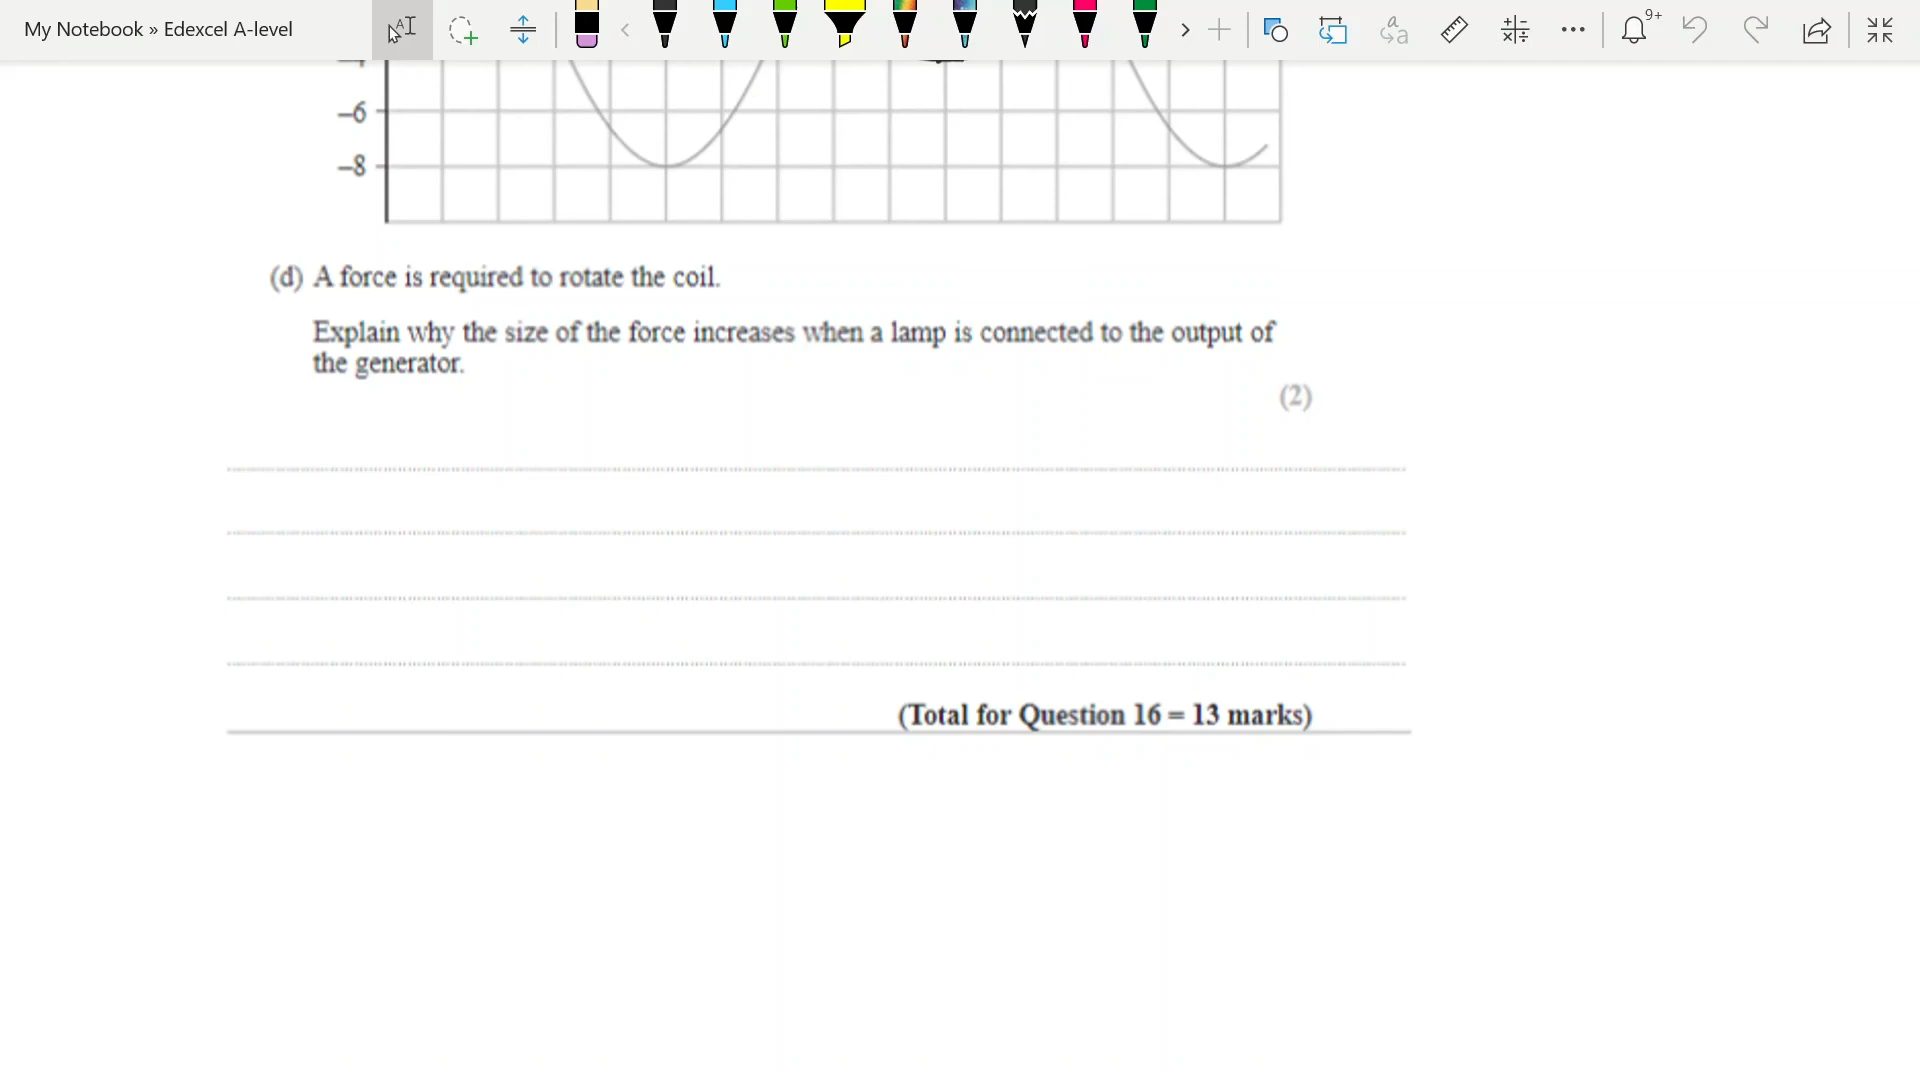 My Notebook » Edexcel A-level
9+
–6
–8
(d) A force is required to rotate the coil.
Explain why the size of the force increases when a lamp is connected to the output of
the generator.
(2)
(Total for Question 16 = 13 marks)